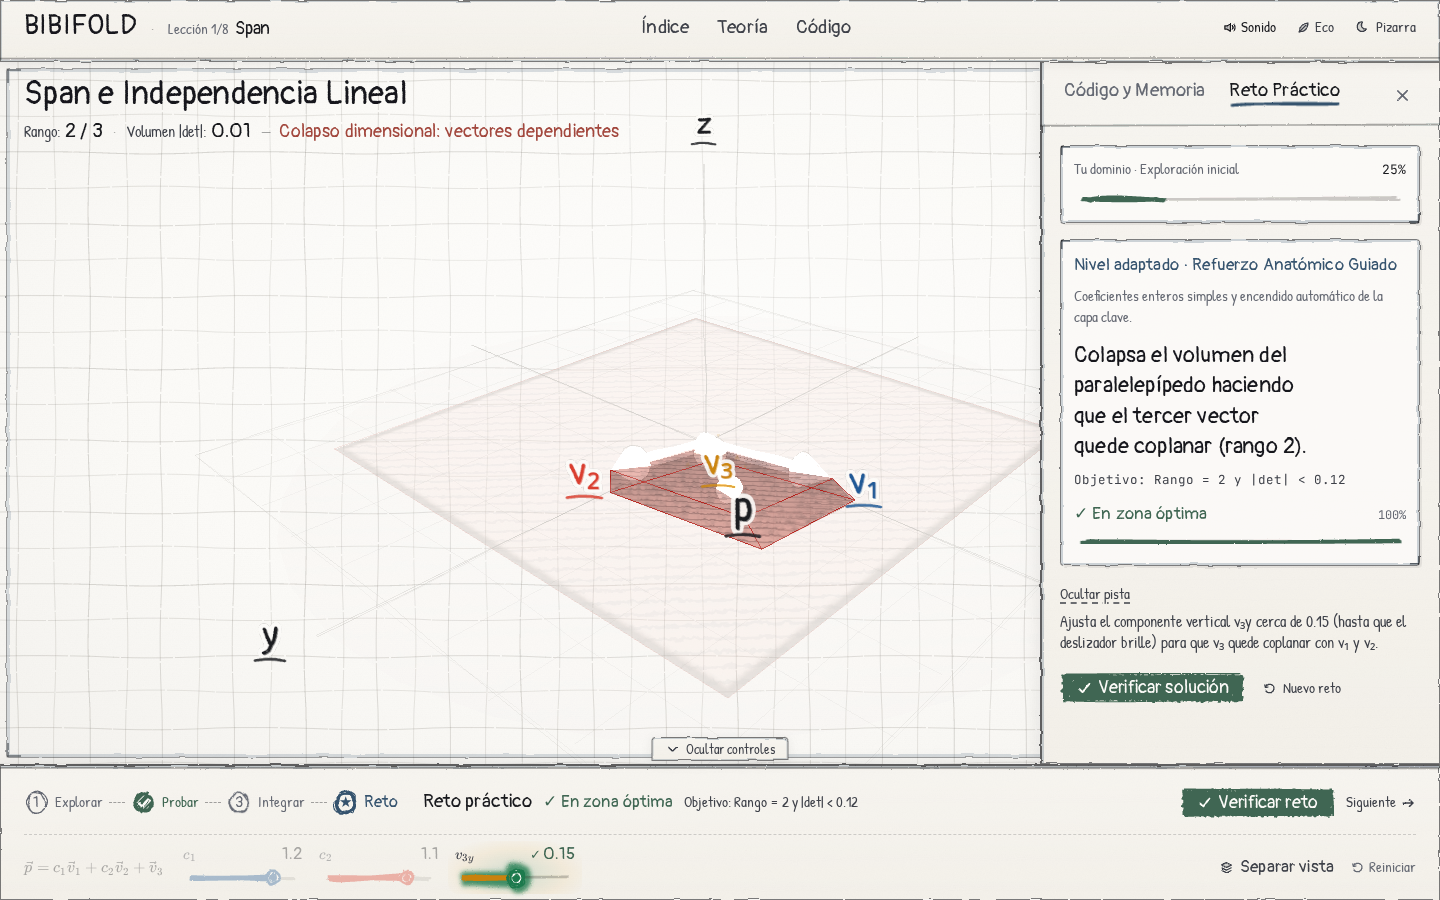 BIBIFOLD · Lección 1/8 Span
Índice Teoría Código
Sonido Eco Pizarra
Span e Independencia Lineal
Rango: 2 / 3 · Volumen |det|: 0.01 — Colapso dimensional: vectores dependientes
z
v₂
v₃
v₁
p
y
Ocultar controles
Código y Memoria Reto Práctico
Tu dominio · Exploración inicial 25%
Nivel adaptado · Refuerzo Anatómico Guiado
Coeficientes enteros simples y encendido automático de la
capa clave.
Colapsa el volumen del
paralelepípedo haciendo
que el tercer vector
quede coplanar (rango 2).
Objetivo: Rango = 2 y |det| < 0.12
✓ En zona óptima 100%
Ocultar pista
Ajusta el componente vertical v₃y cerca de 0.15 (hasta que el
deslizador brille) para que v₃ quede coplanar con v₁ y v₂.
✓ Verificar solución Nuevo reto
1 Explorar Probar 3 Integrar Reto Reto práctico ✓ En zona óptima Objetivo: Rango = 2 y |det| < 0.12
✓ Verificar reto Siguiente →
p⃗ = c₁v⃗₁ + c₂v⃗₂ + v⃗₃ c₁ 1.2 c₂ 1.1 v₃y ✓ 0.15
Separar vista Reiniciar